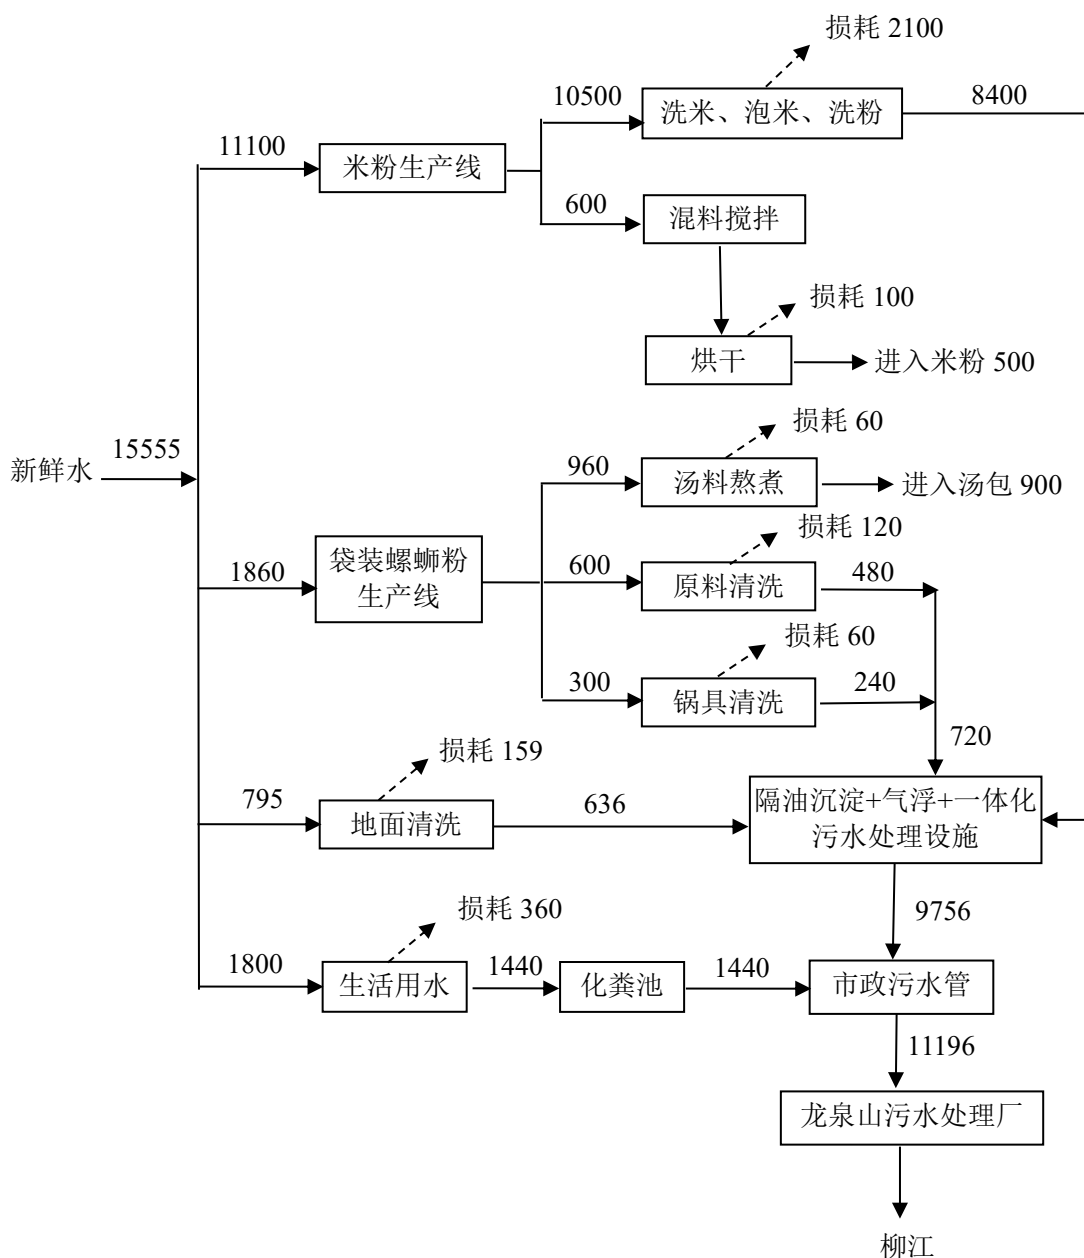 损耗 2100
10500
洗米、泡米、洗粉
8400
11100
米粉生产线
600
混料搅拌
损耗 100
烘干
进入米粉 500
损耗 60
新鲜水
15555
960
汤料熬煮
进入汤包 900
损耗 120
1860
袋装螺蛳粉
生产线
600
原料清洗
480
损耗 60
300
锅具清洗
240
720
损耗 159
795
地面清洗
636
隔油沉淀+气浮+一体化
污水处理设施
损耗 360
9756
1800
生活用水
1440
化粪池
1440
市政污水管
11196
龙泉山污水处理厂
柳江